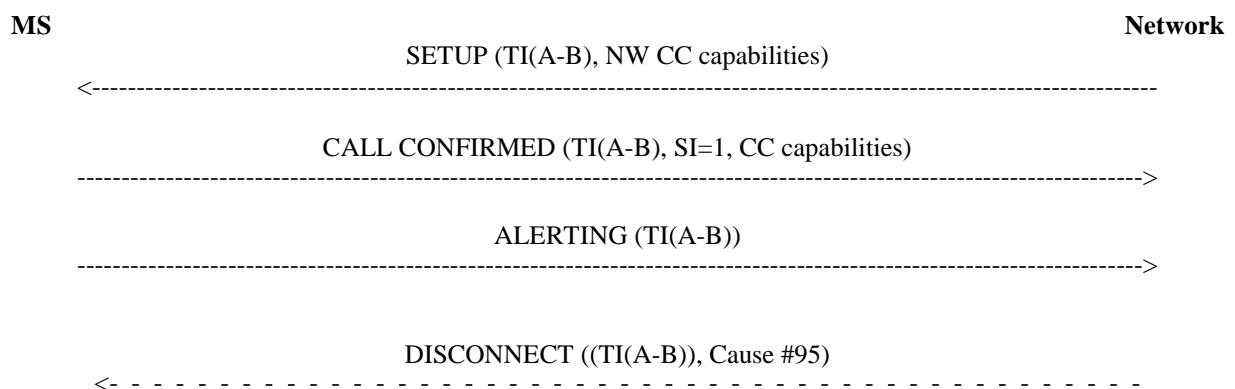 MS Network
SETUP (TI(A-B), NW CC capabilities)
<----------------------------------------------------------------------------------------------------------------------
CALL CONFIRMED (TI(A-B), SI=1, CC capabilities)
---------------------------------------------------------------------------------------------------------------------->
ALERTING (TI(A-B))
---------------------------------------------------------------------------------------------------------------------->
DISCONNECT ((TI(A-B)), Cause #95)
<- - - - - - - - - - - - - - - - - - - - - - - - - - - - - - - - - - - -